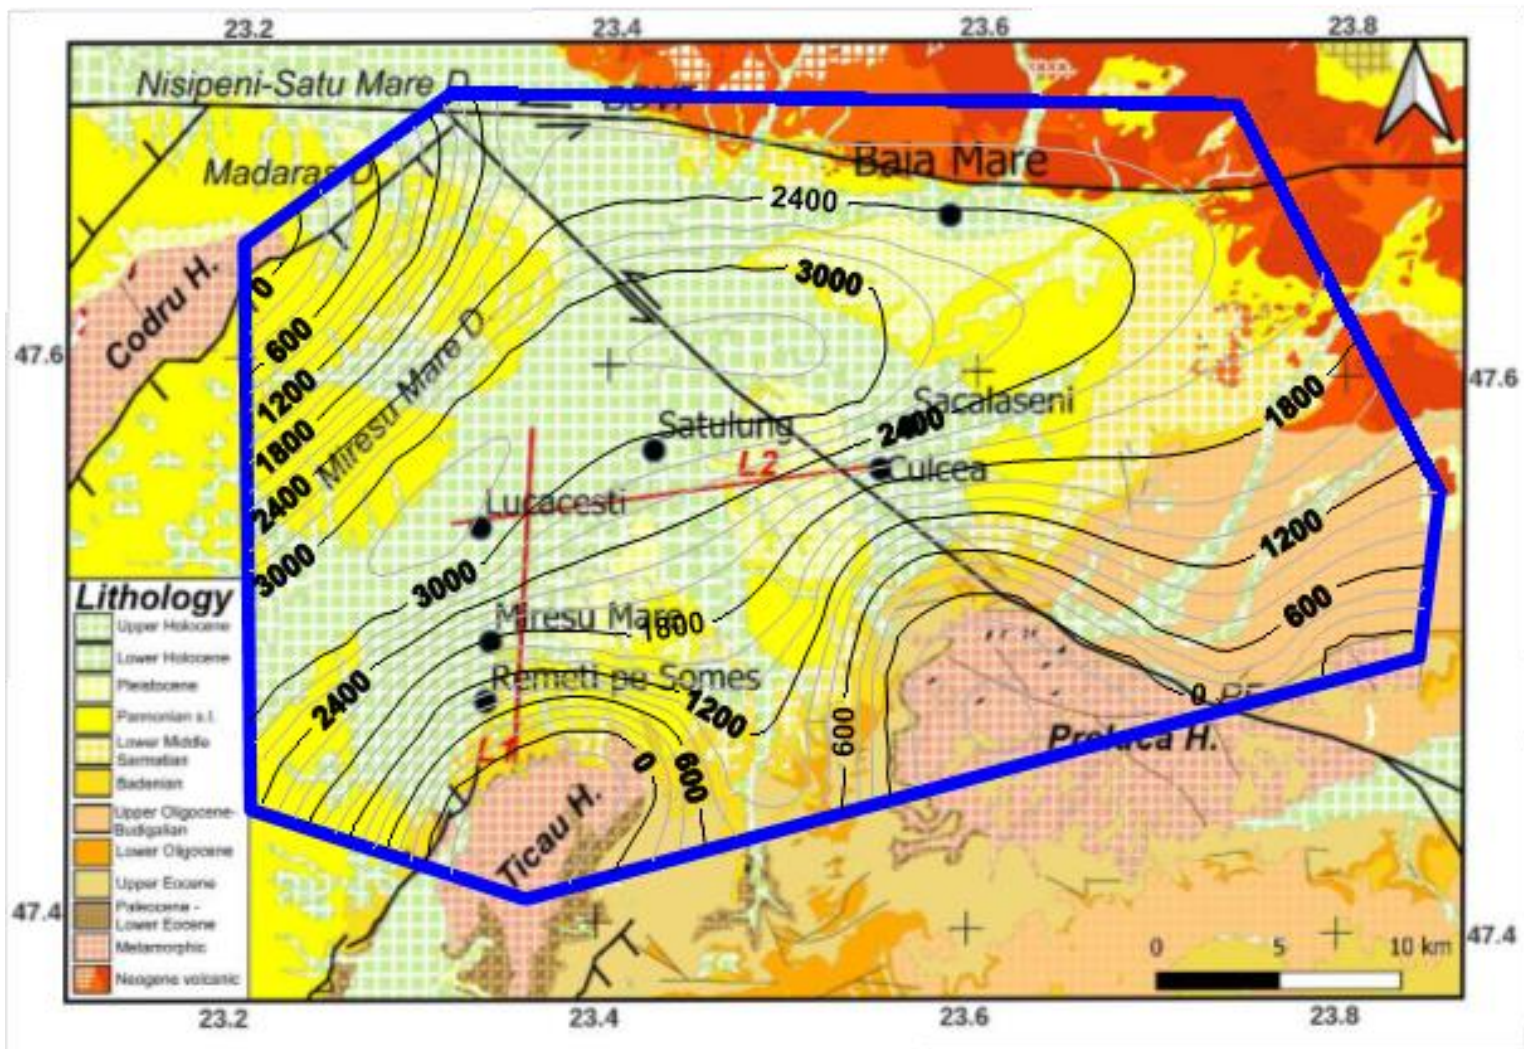 23.2
23.4
23.6
23.8
Nisipeni-Satu Mare D.
BDVF
Madaras D.
Baia Mare
2400
Codru H.
0
3000
600
47.6
47.6
1200
Miresu Mare D.
Sacalaseni
1800
1800
Satulung
2400
L2
Culcea
2400
Lucacesti
3000
3000
1200
Miresu Mare
1800
600
Remeti pe Somes
2400
1200
0
600
L1
0
600
Preluca H.
Ticau H.
Lithology
Upper Holocene
Lower Holocene
Pleistocene
Pannonian s.l.
Lower Middle
Sarmatian
Badenian
Upper Oligocene-
Budigalian
Lower Oligocene
Upper Eocene
Paleocene -
Lower Eocene
Metamorphic
Neogene volcanic
47.4
47.4
0
5
10 km
23.2
23.4
23.6
23.8